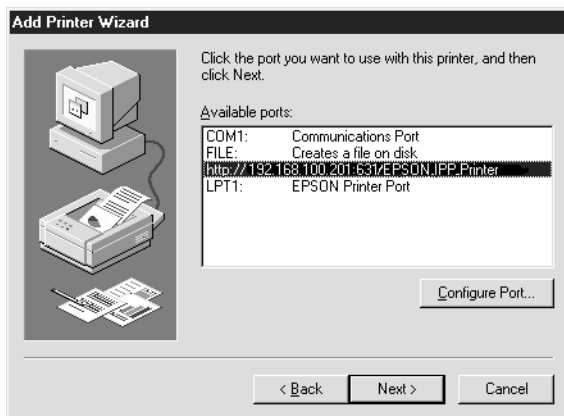 Add Printer Wizard
Click the port you want to use with this printer, and then
click Next.
Available ports:
COM1: Communications Port
FILE: Creates a file on disk
http://192.168.100.201:631/EPSON_IPP_Printer
LPT1: EPSON Printer Port
Configure Port...
< Back Next > Cancel